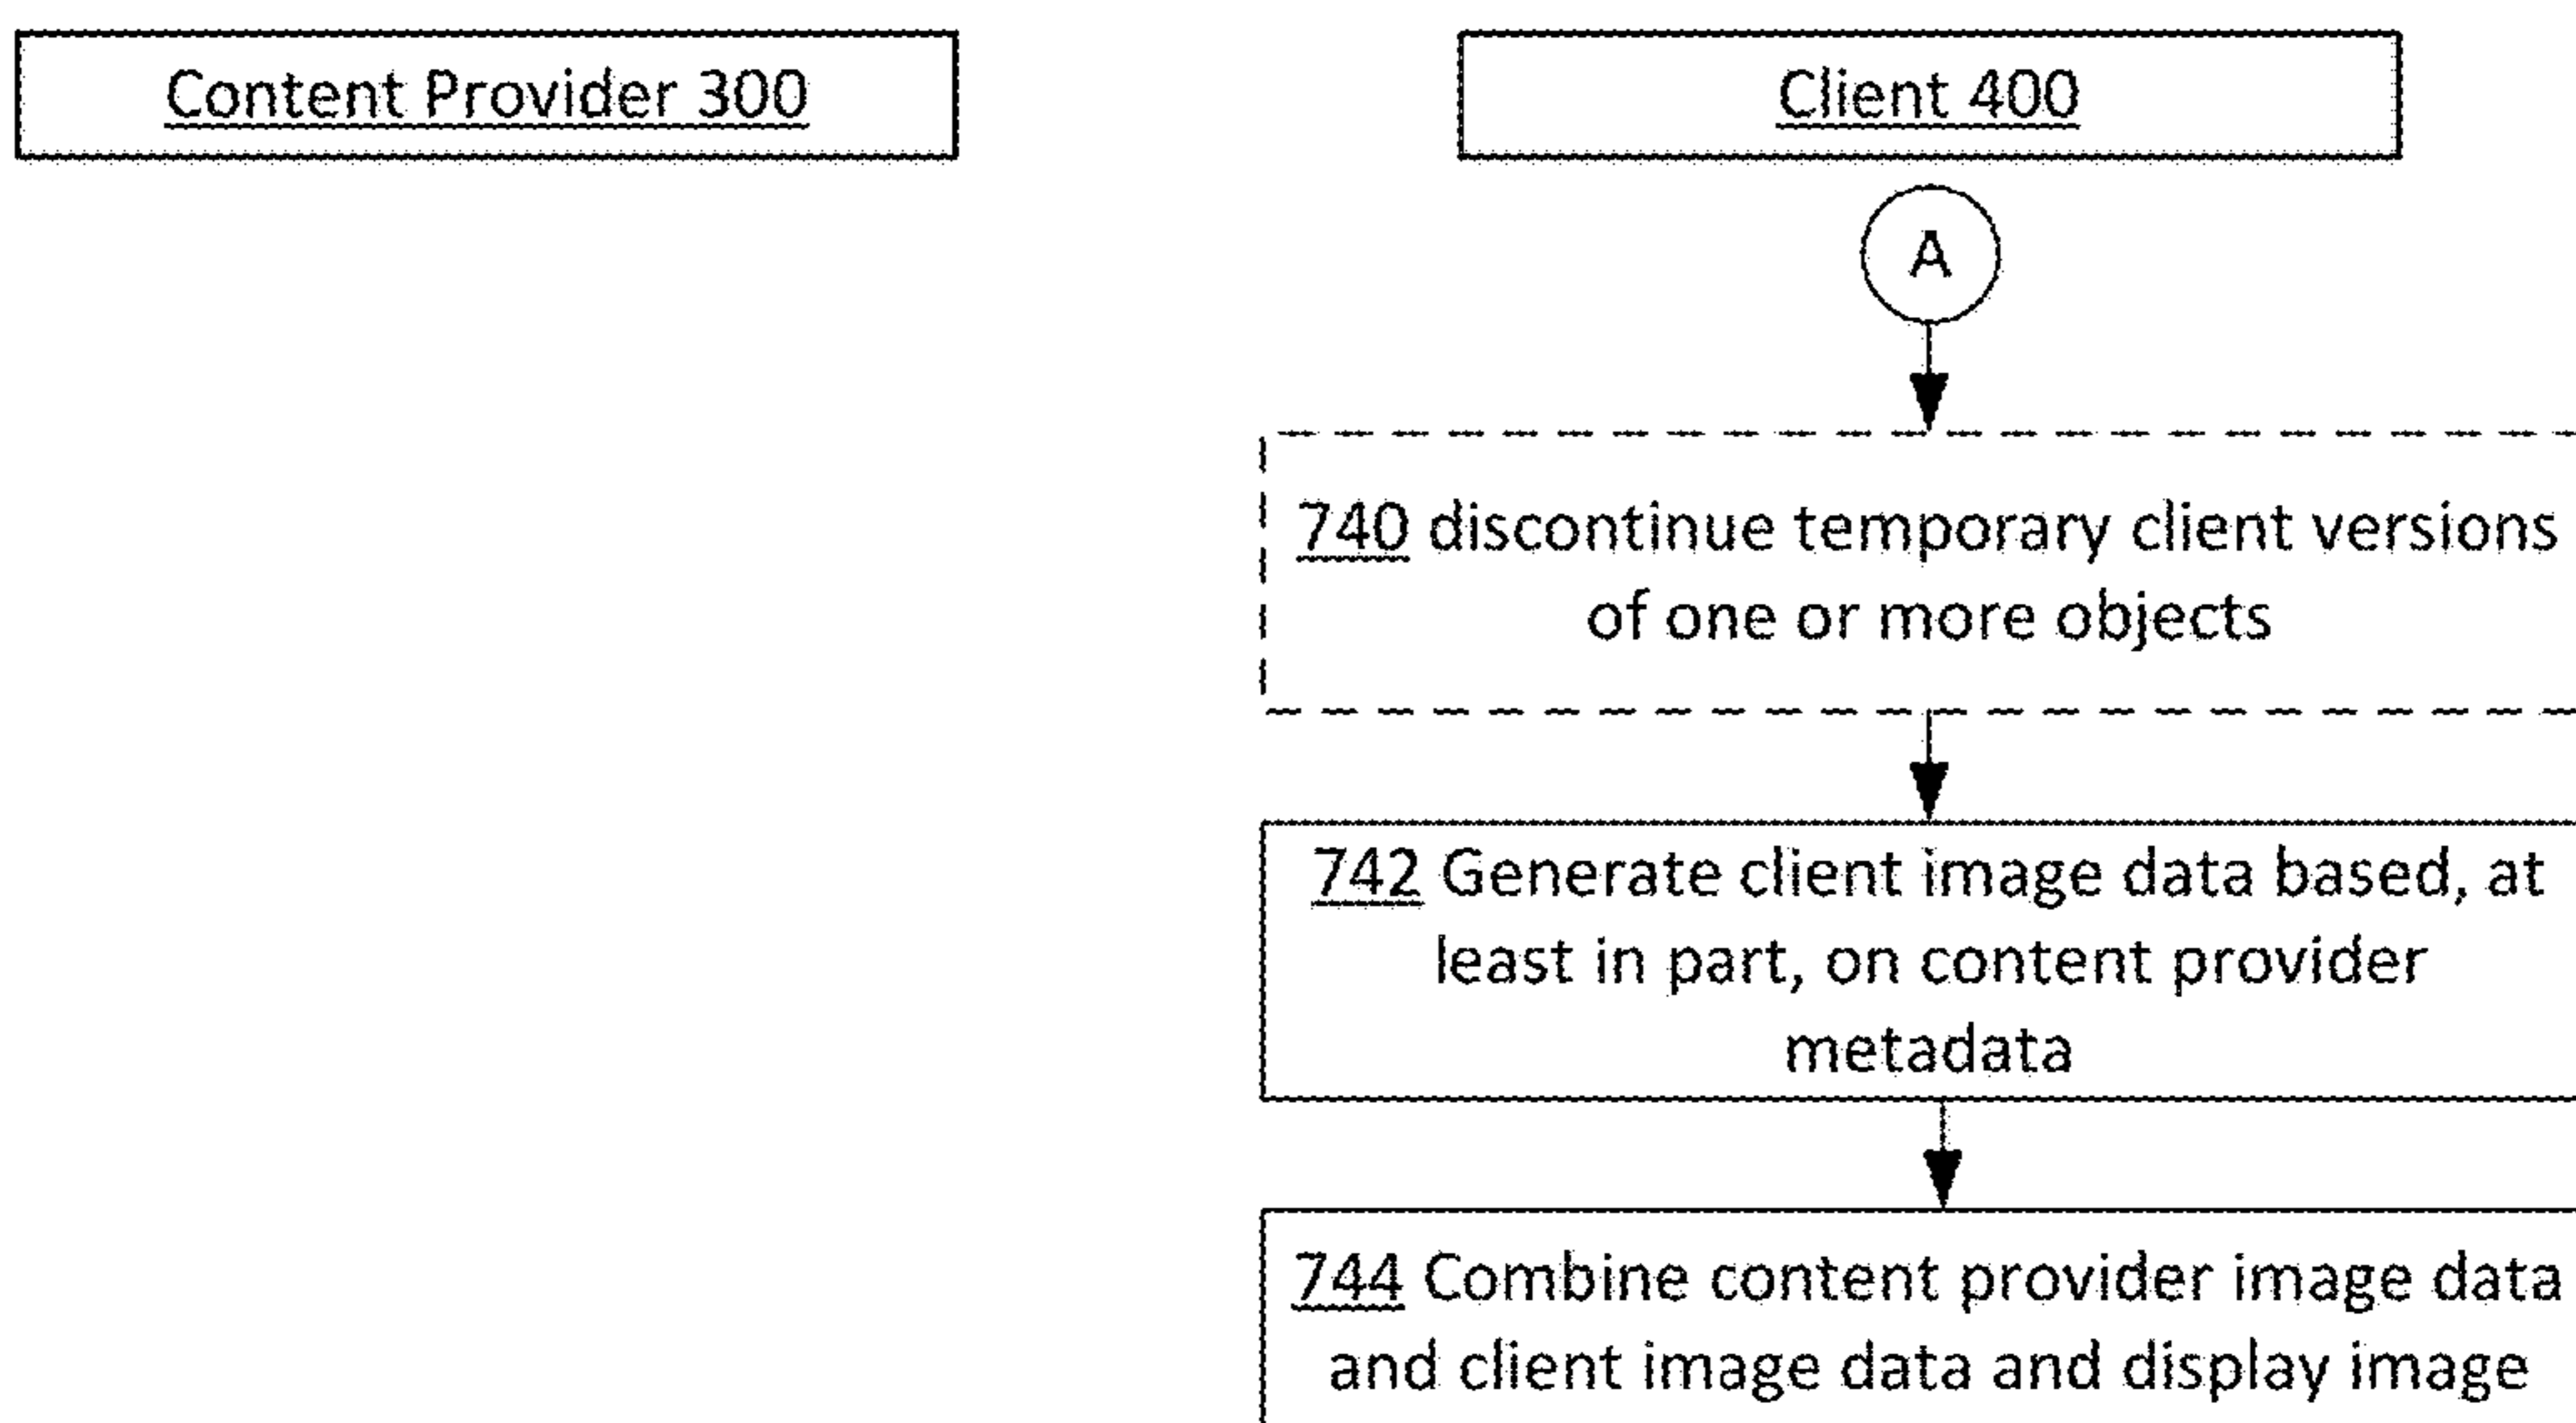 Content Provider 300
Client 400
A
740 discontinue temporary client versions
of one or more objects
742 Generate client image data based, at
least in part, on content provider
metadata
744 Combine content provider image data
and client image data and display image